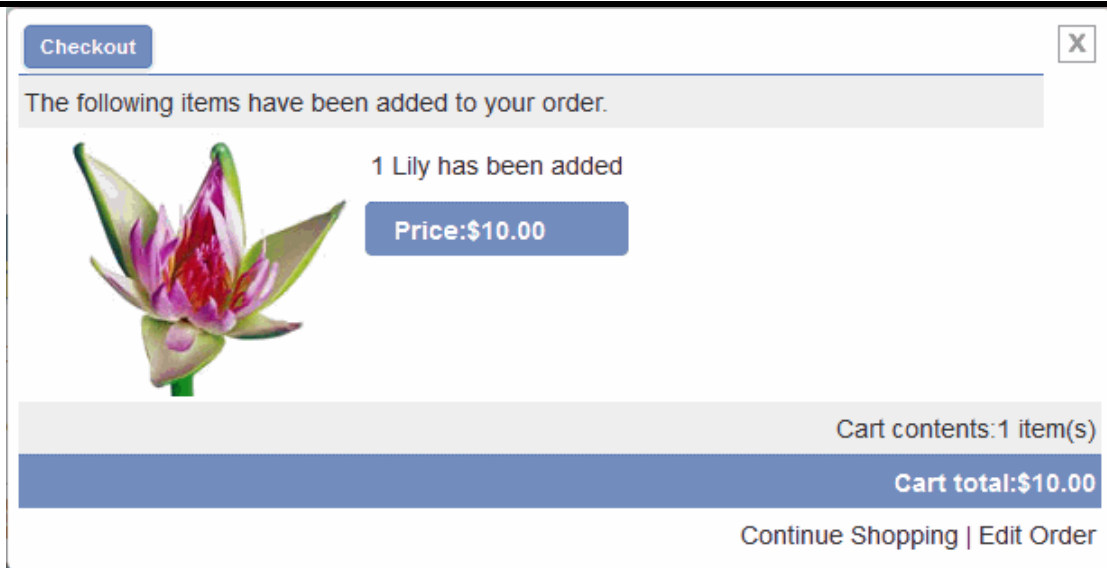 Checkout
X
The following items have been added to your order.
1 Lily has been added
Price:$10.00
Cart contents:1 item(s)
Cart total:$10.00
Continue Shopping | Edit Order